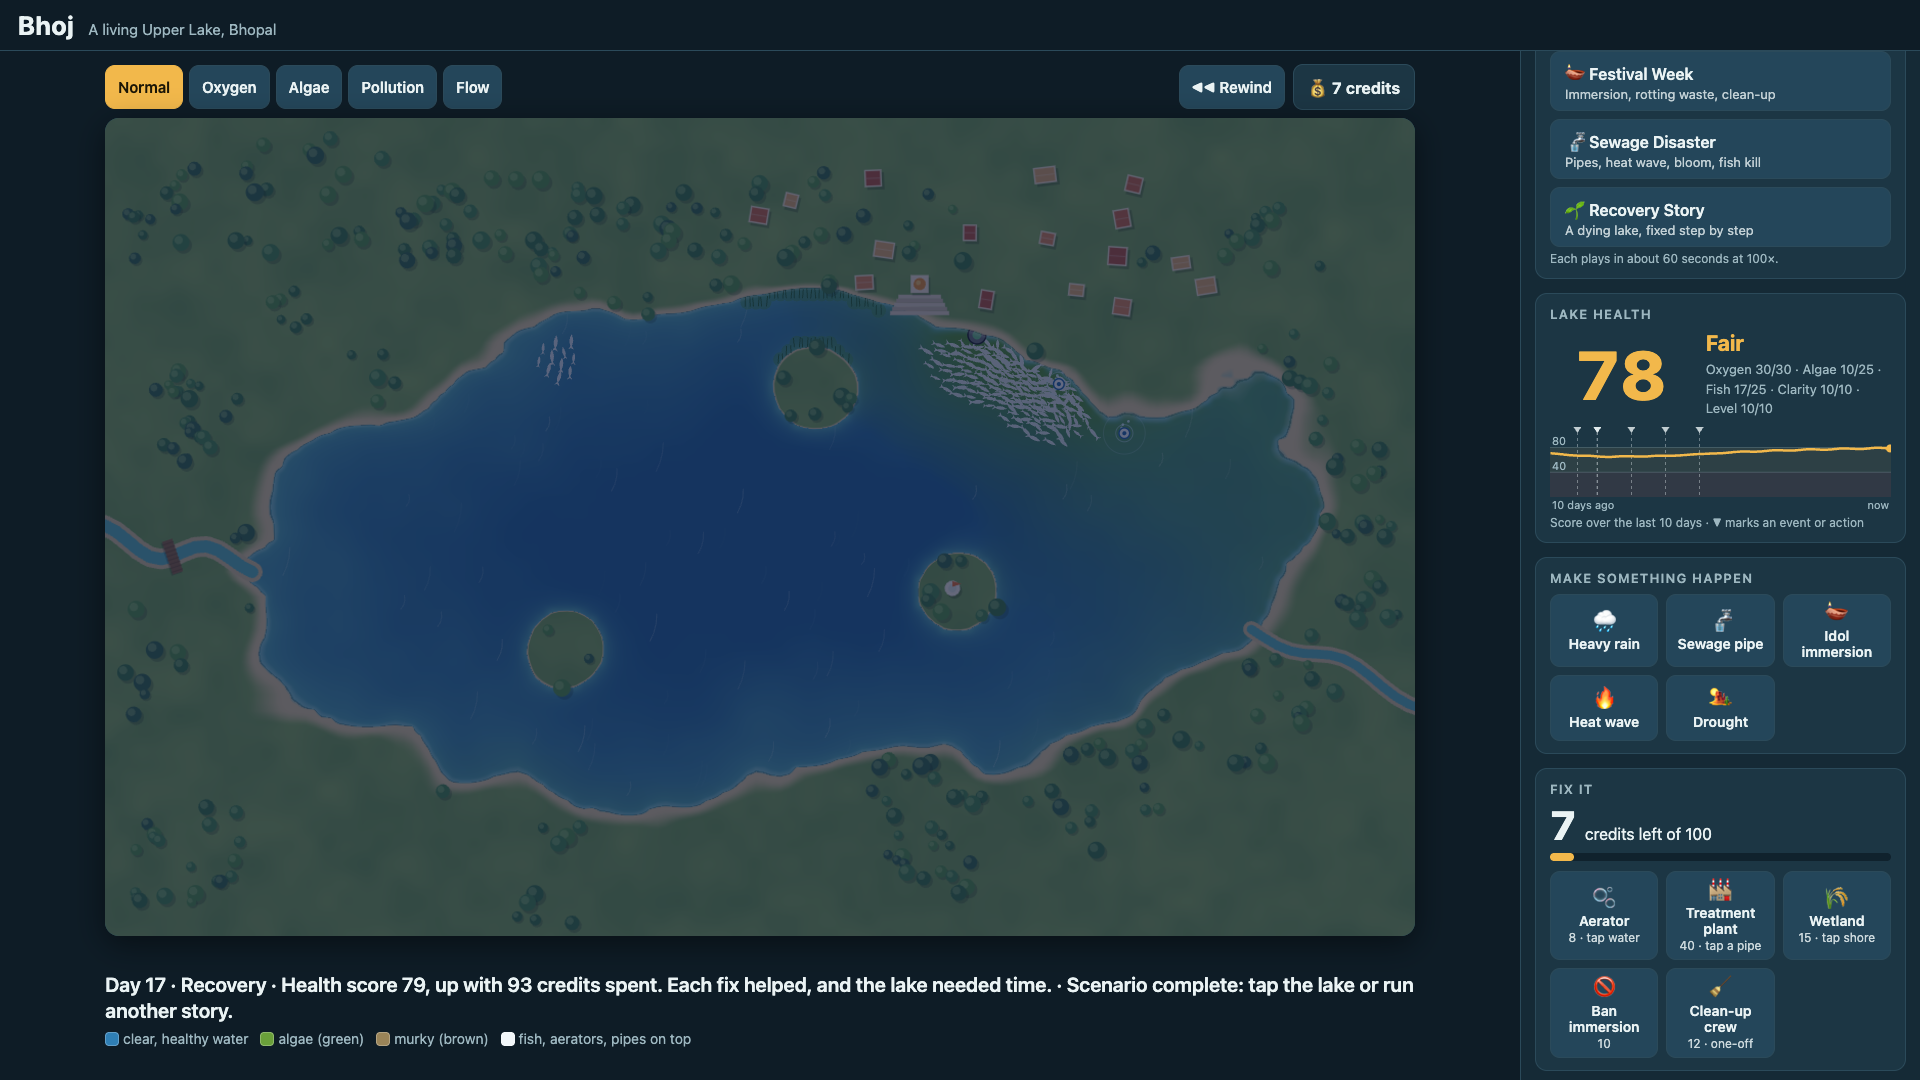 Bhoj A living Upper Lake, Bhopal
Normal Oxygen Algae Pollution Flow
Rewind 7 credits
Day 17 · Recovery · Health score 79, up with 93 credits spent. Each fix helped, and the lake needed time. · Scenario complete: tap the lake or run
another story.
clear, healthy water algae (green) murky (brown) fish, aerators, pipes on top
Festival Week
Immersion, rotting waste, clean-up
Sewage Disaster
Pipes, heat wave, bloom, fish kill
Recovery Story
A dying lake, fixed step by step
Each plays in about 60 seconds at 100×.
LAKE HEALTH
78
Fair
Oxygen 30/30 · Algae 10/25 ·
Fish 17/25 · Clarity 10/10 ·
Level 10/10
80
40
10 days ago now
Score over the last 10 days · ▼ marks an event or action
MAKE SOMETHING HAPPEN
Heavy rain
Sewage pipe
Idol
immersion
Heat wave
Drought
FIX IT
7 credits left of 100
Aerator
8 · tap water
Treatment
plant
40 · tap a pipe
Wetland
15 · tap shore
Ban
immersion
10
Clean-up
crew
12 · one-off